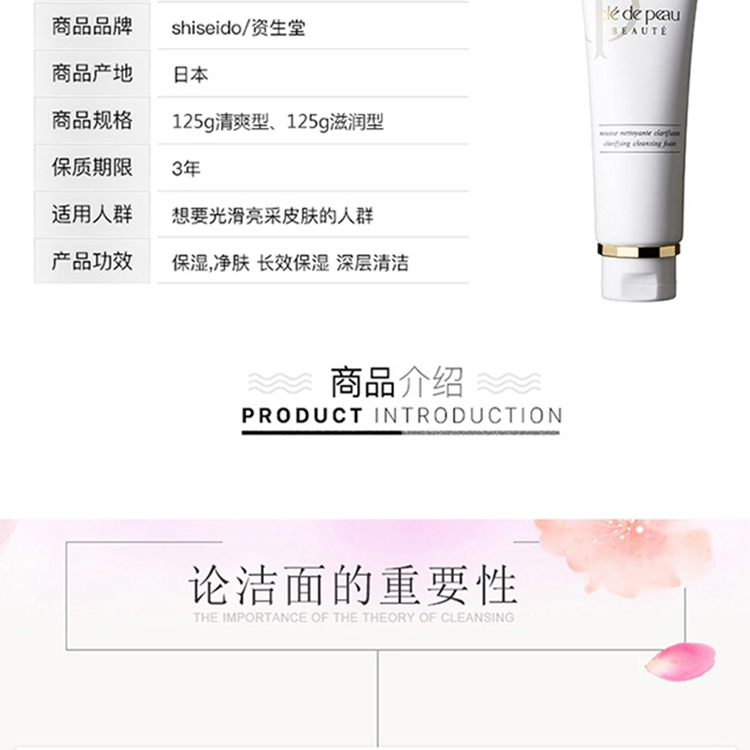 商品品牌 shiseido/资生堂
clé de peau
BEAUTÉ
商品产地 日本
商品规格 125g清爽型、125g滋润型
mousse nettoyante clarifiante
clarifying cleansing foam
保质期限 3年
适用人群 想要光滑亮采皮肤的人群
产品功效 保湿,净肤 长效保湿 深层清洁
商品介绍
PRODUCT INTRODUCTION
论洁面的重要性
THE IMPORTANCE OF THE THEORY OF CLEANSING